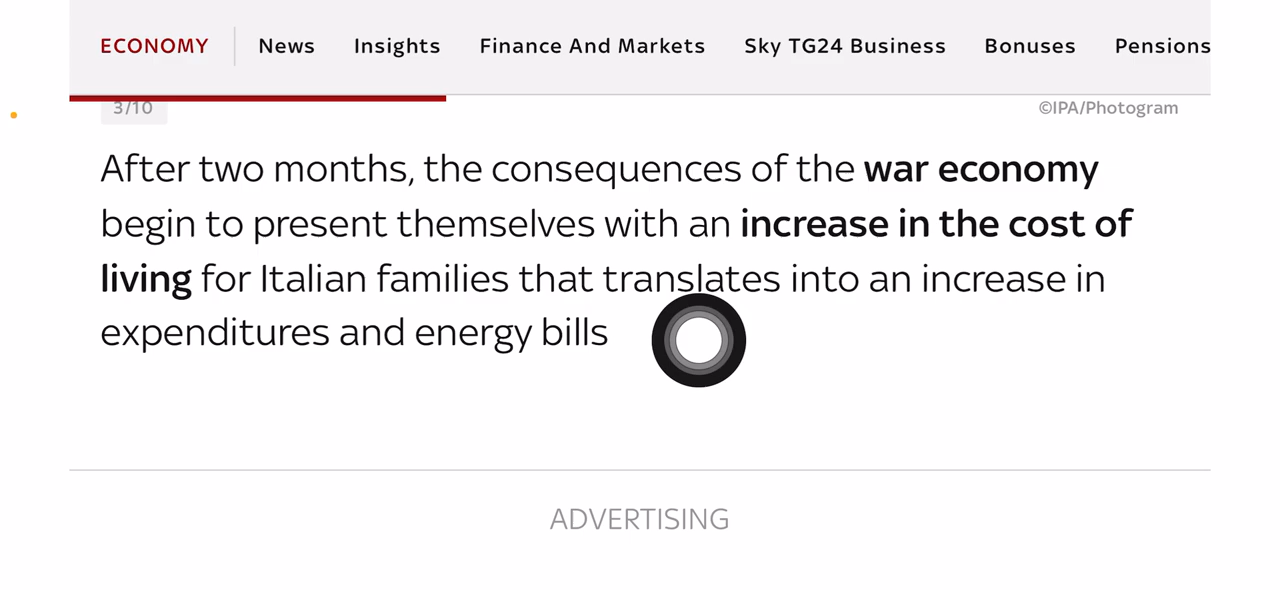 ECONOMY News Insights Finance And Markets Sky TG24 Business Bonuses Pensions
3/10 ©IPA/Photogram
After two months, the consequences of the war economy
begin to present themselves with an increase in the cost of
living for Italian families that translates into an increase in
expenditures and energy bills
ADVERTISING